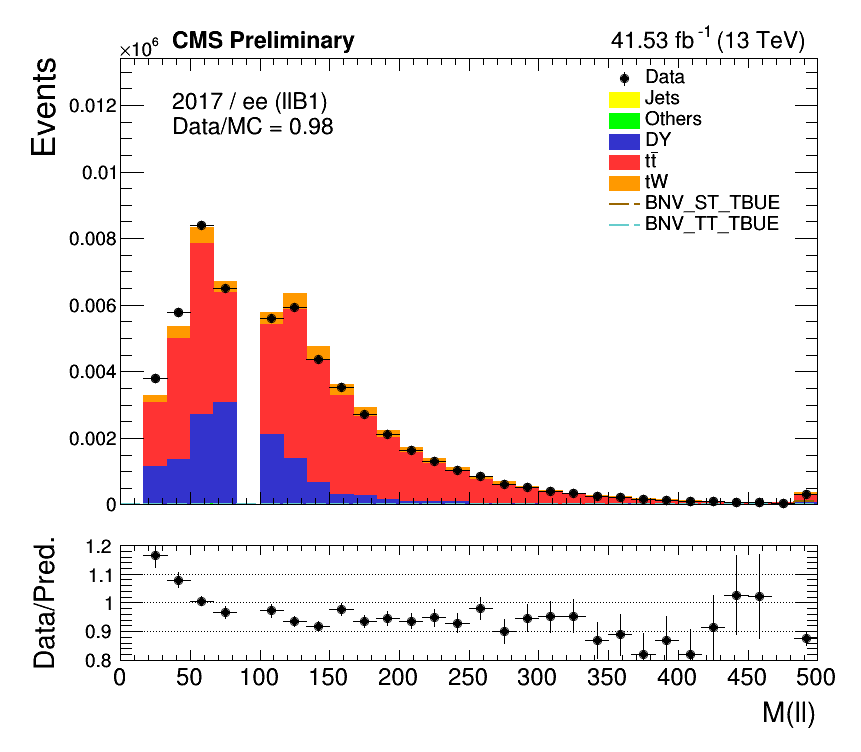 ×10⁶ CMS Preliminary 41.53 fb⁻¹ (13 TeV)
Events
2017 / ee (llB1)
Data/MC = 0.98
Data
Jets
Others
DY
tt̄
tW
BNV_ST_TBUE
BNV_TT_TBUE
0.012
0.01
0.008
0.006
0.004
0.002
0
Data/Pred.
1.2
1.1
1
0.9
0.8
0 50 100 150 200 250 300 350 400 450 500
M(ll)